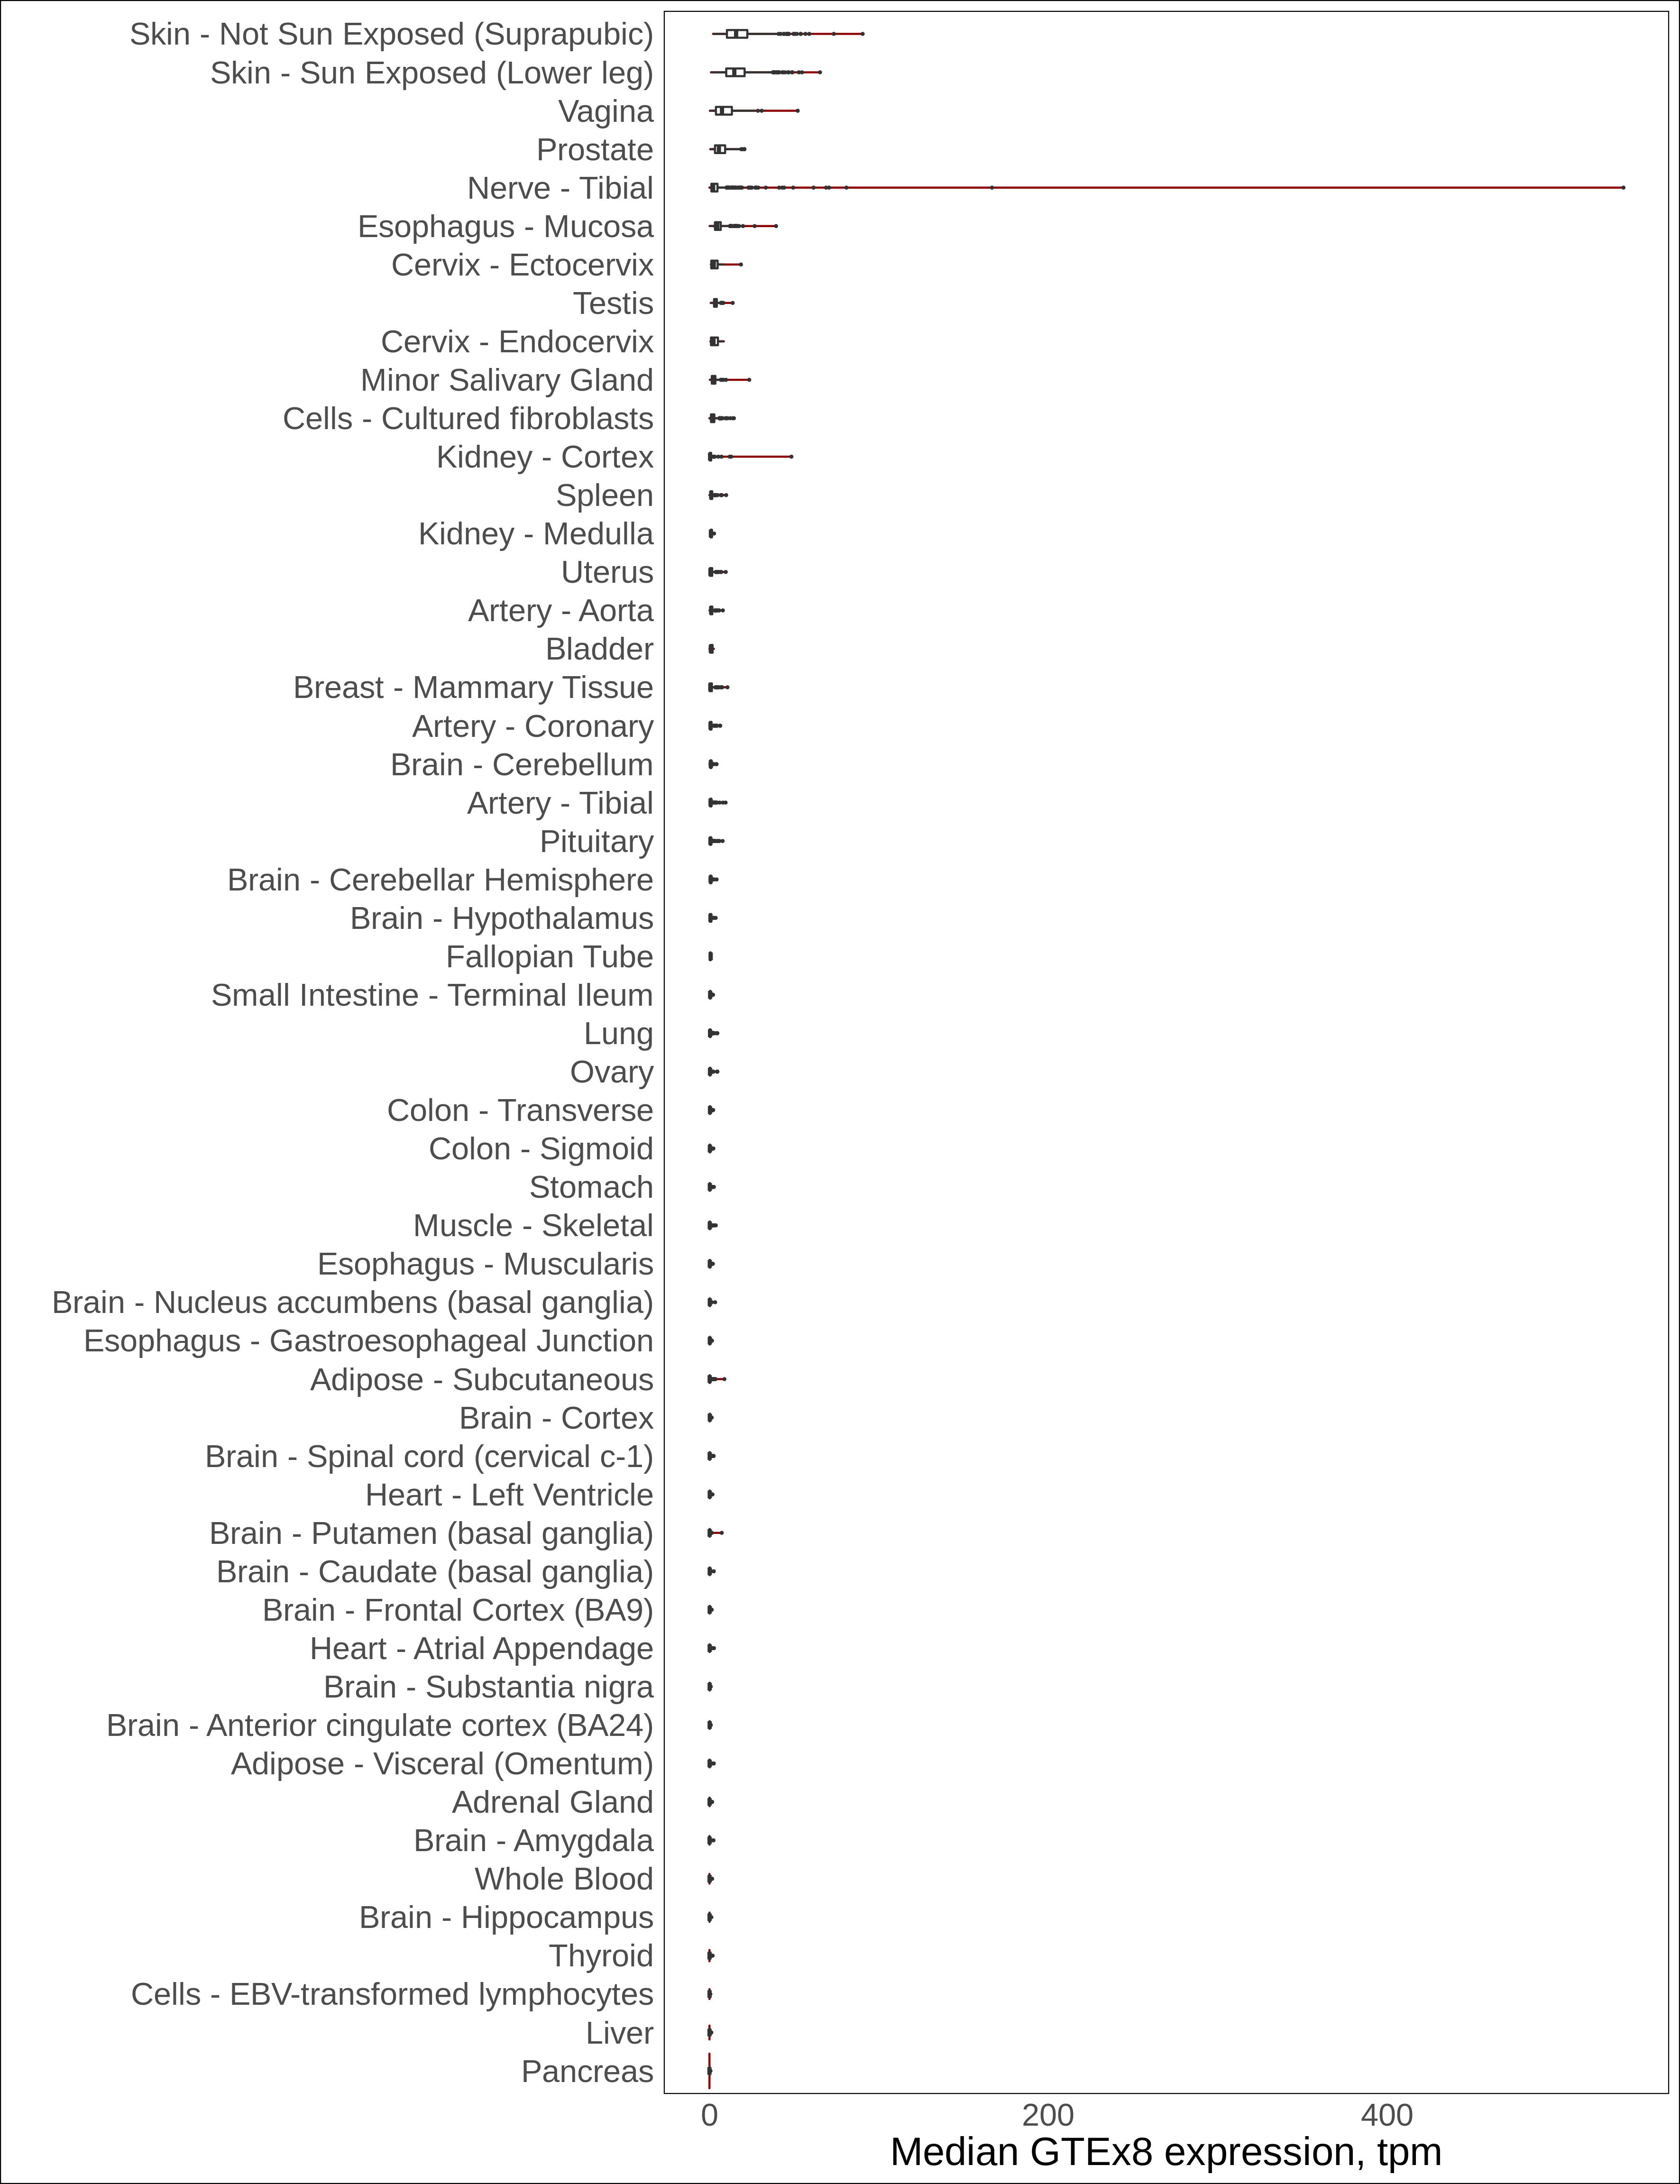 Skin - Not Sun Exposed (Suprapubic)
Skin - Sun Exposed (Lower leg)
Vagina
Prostate
Nerve - Tibial
Esophagus - Mucosa
Cervix - Ectocervix
Testis
Cervix - Endocervix
Minor Salivary Gland
Cells - Cultured fibroblasts
Kidney - Cortex
Spleen
Kidney - Medulla
Uterus
Artery - Aorta
Bladder
Breast - Mammary Tissue
Artery - Coronary
Brain - Cerebellum
Artery - Tibial
Pituitary
Brain - Cerebellar Hemisphere
Brain - Hypothalamus
Fallopian Tube
Small Intestine - Terminal Ileum
Lung
Ovary
Colon - Transverse
Colon - Sigmoid
Stomach
Muscle - Skeletal
Esophagus - Muscularis
Brain - Nucleus accumbens (basal ganglia)
Esophagus - Gastroesophageal Junction
Adipose - Subcutaneous
Brain - Cortex
Brain - Spinal cord (cervical c-1)
Heart - Left Ventricle
Brain - Putamen (basal ganglia)
Brain - Caudate (basal ganglia)
Brain - Frontal Cortex (BA9)
Heart - Atrial Appendage
Brain - Substantia nigra
Brain - Anterior cingulate cortex (BA24)
Adipose - Visceral (Omentum)
Adrenal Gland
Brain - Amygdala
Whole Blood
Brain - Hippocampus
Thyroid
Cells - EBV-transformed lymphocytes
Liver
Pancreas
0 200 400
Median GTEx8 expression, tpm